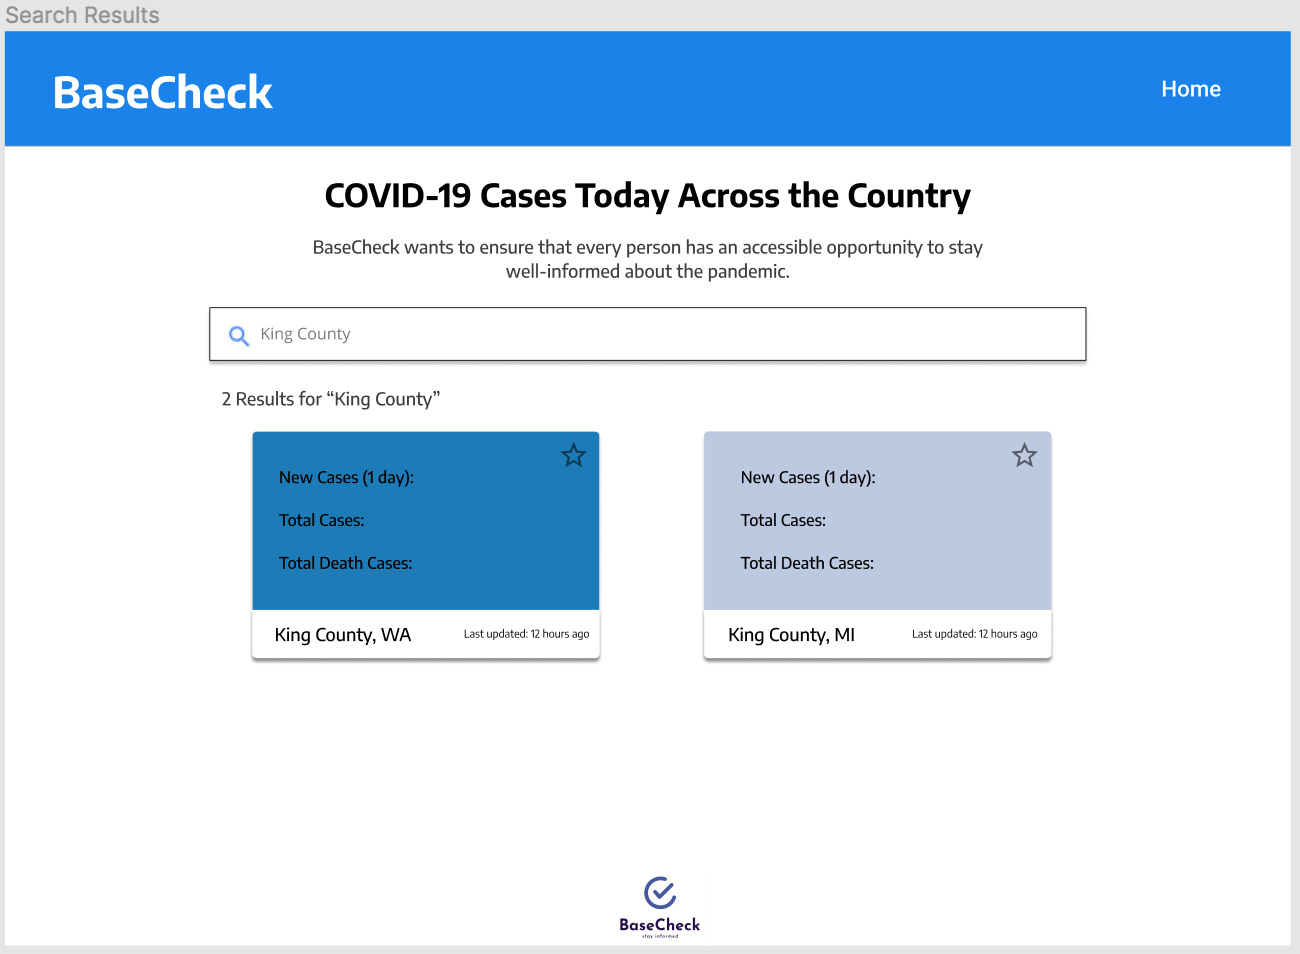 Search Results
BaseCheck
Home
COVID-19 Cases Today Across the Country
BaseCheck wants to ensure that every person has an accessible opportunity to stay
well-informed about the pandemic.
King County
2 Results for “King County”
New Cases (1 day):
Total Cases:
Total Death Cases:
King County, WA
Last updated: 12 hours ago
New Cases (1 day):
Total Cases:
Total Death Cases:
King County, MI
Last updated: 12 hours ago
BaseCheck
stay informed